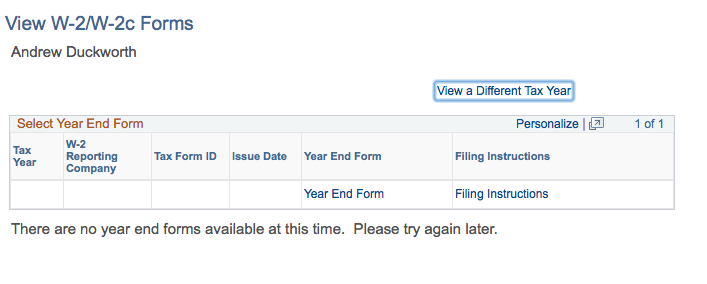 View W-2/W-2c Forms
Andrew Duckworth
View a Different Tax Year
Select Year End Form Personalize | 1 of 1
Tax Year W-2 Reporting Company Tax Form ID Issue Date Year End Form Filing Instructions
Year End Form Filing Instructions
There are no year end forms available at this time. Please try again later.